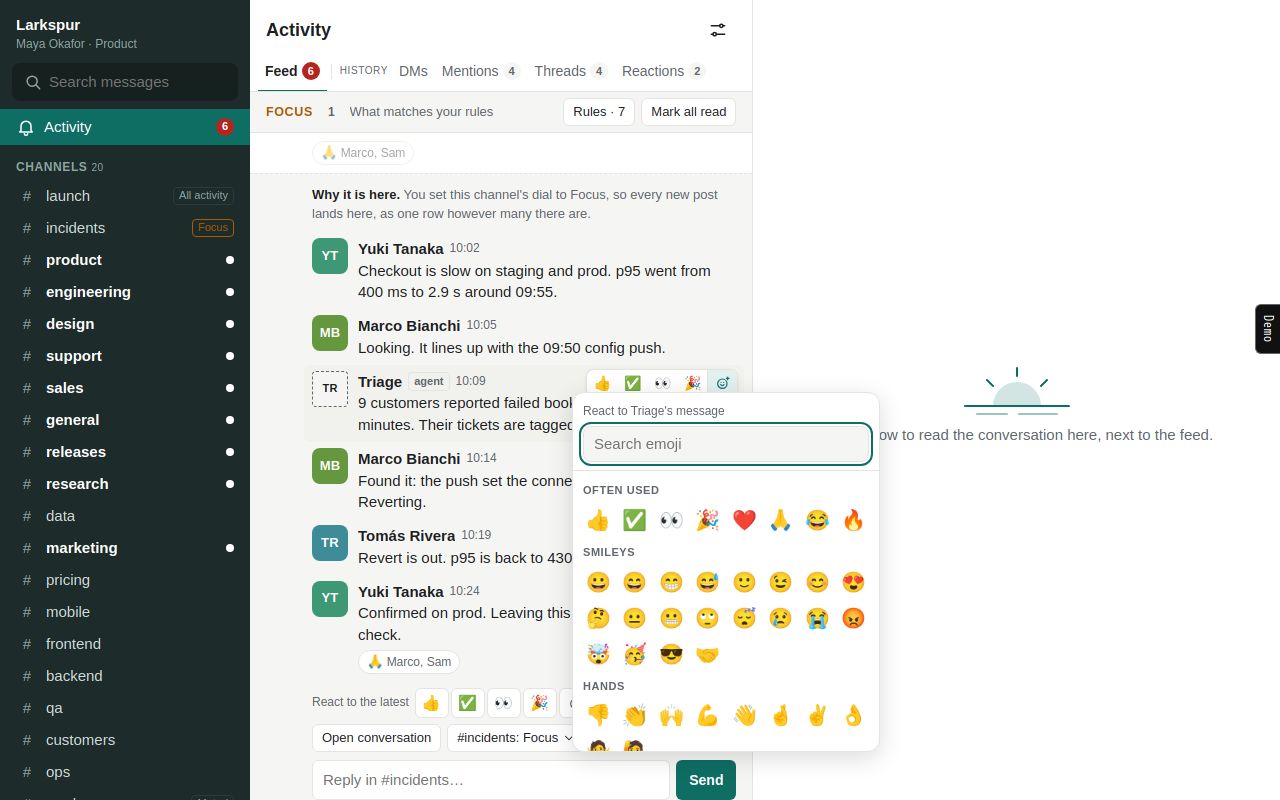 Larkspur
Maya Okafor · Product
Search messages
Activity 6
CHANNELS 20
# launch All activity
# incidents Focus
# product
# engineering
# design
# support
# sales
# general
# releases
# research
# data
# marketing
# pricing
# mobile
# frontend
# backend
# qa
# customers
# ops
Activity
Feed 6 HISTORY DMs Mentions 4 Threads 4 Reactions 2
FOCUS 1 What matches your rules Rules · 7 Mark all read
Marco, Sam
Why it is here. You set this channel's dial to Focus, so every new post
lands here, as one row however many there are.
YT Yuki Tanaka 10:02
Checkout is slow on staging and prod. p95 went from
400 ms to 2.9 s around 09:55.
MB Marco Bianchi 10:05
Looking. It lines up with the 09:50 config push.
TR Triage agent 10:09
9 customers reported failed
minutes. Their tickets are tagged
MB Marco Bianchi 10:14
Found it: the push set the
Reverting.
TR Tomás Rivera 10:19
Revert is out. p95 is back to 430
YT Yuki Tanaka 10:24
Confirmed on prod. Leaving this
check.
Marco, Sam
React to the latest
Open conversation #incidents: Focus
Reply in #incidents…
Send
React to Triage's message
Search emoji
OFTEN USED
SMILEYS
HANDS
to read the conversation here, next to the feed.
Demo